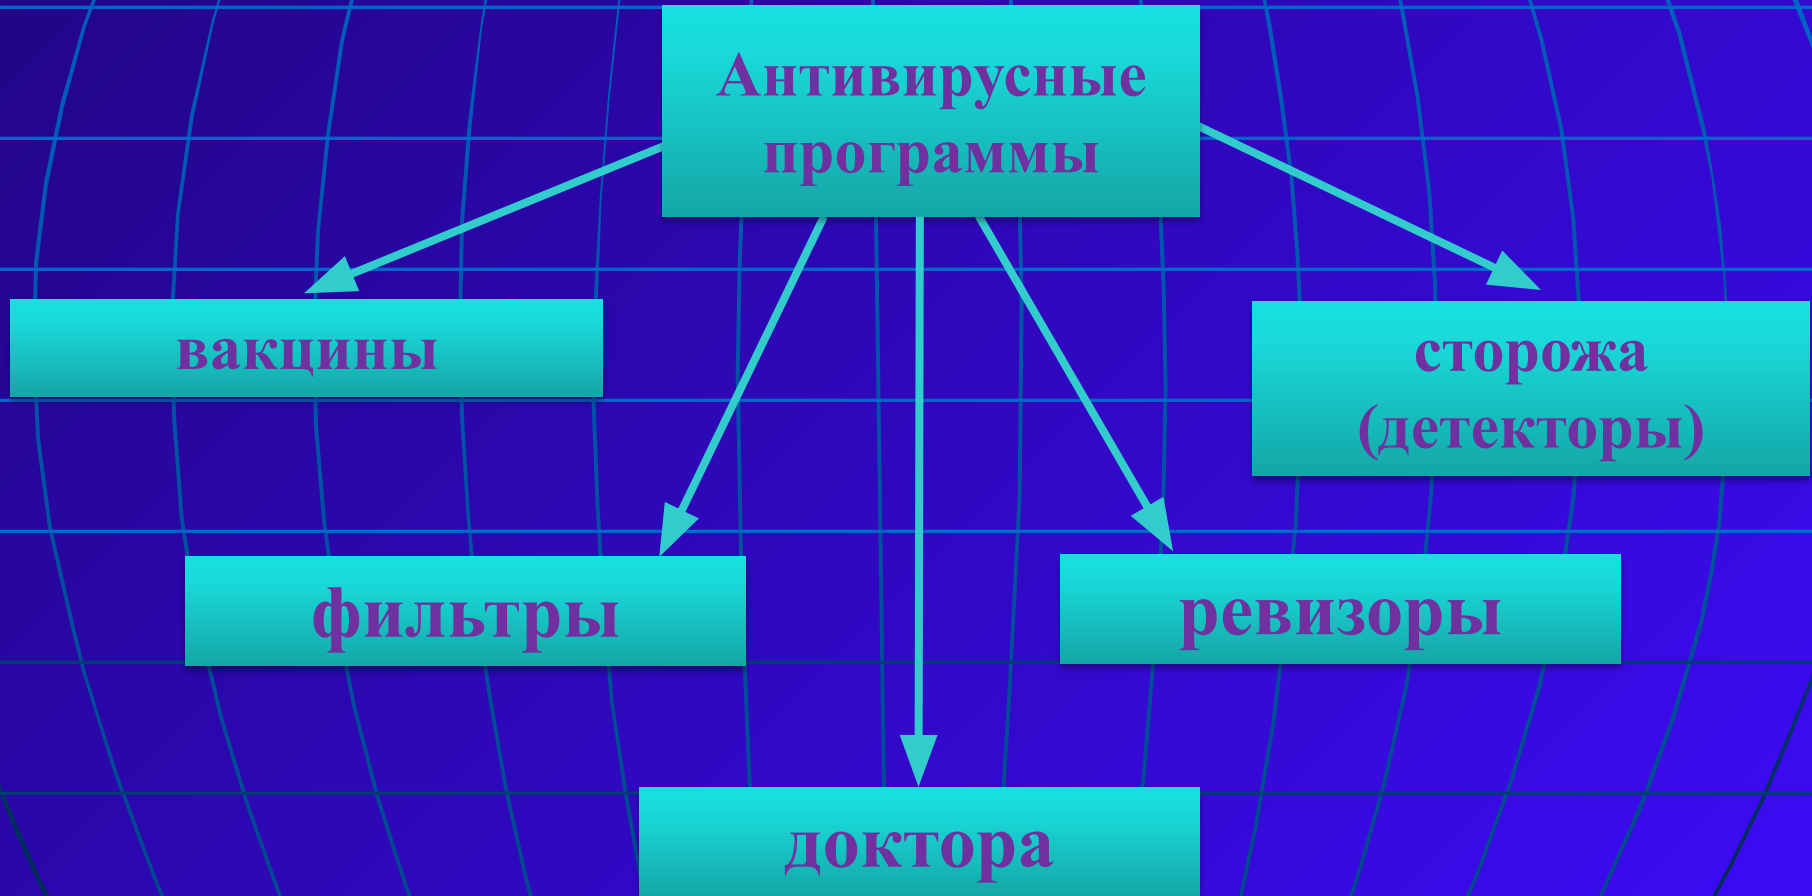 Антивирусные
программы
вакцины
сторожа
(детекторы)
фильтры
ревизоры
доктора